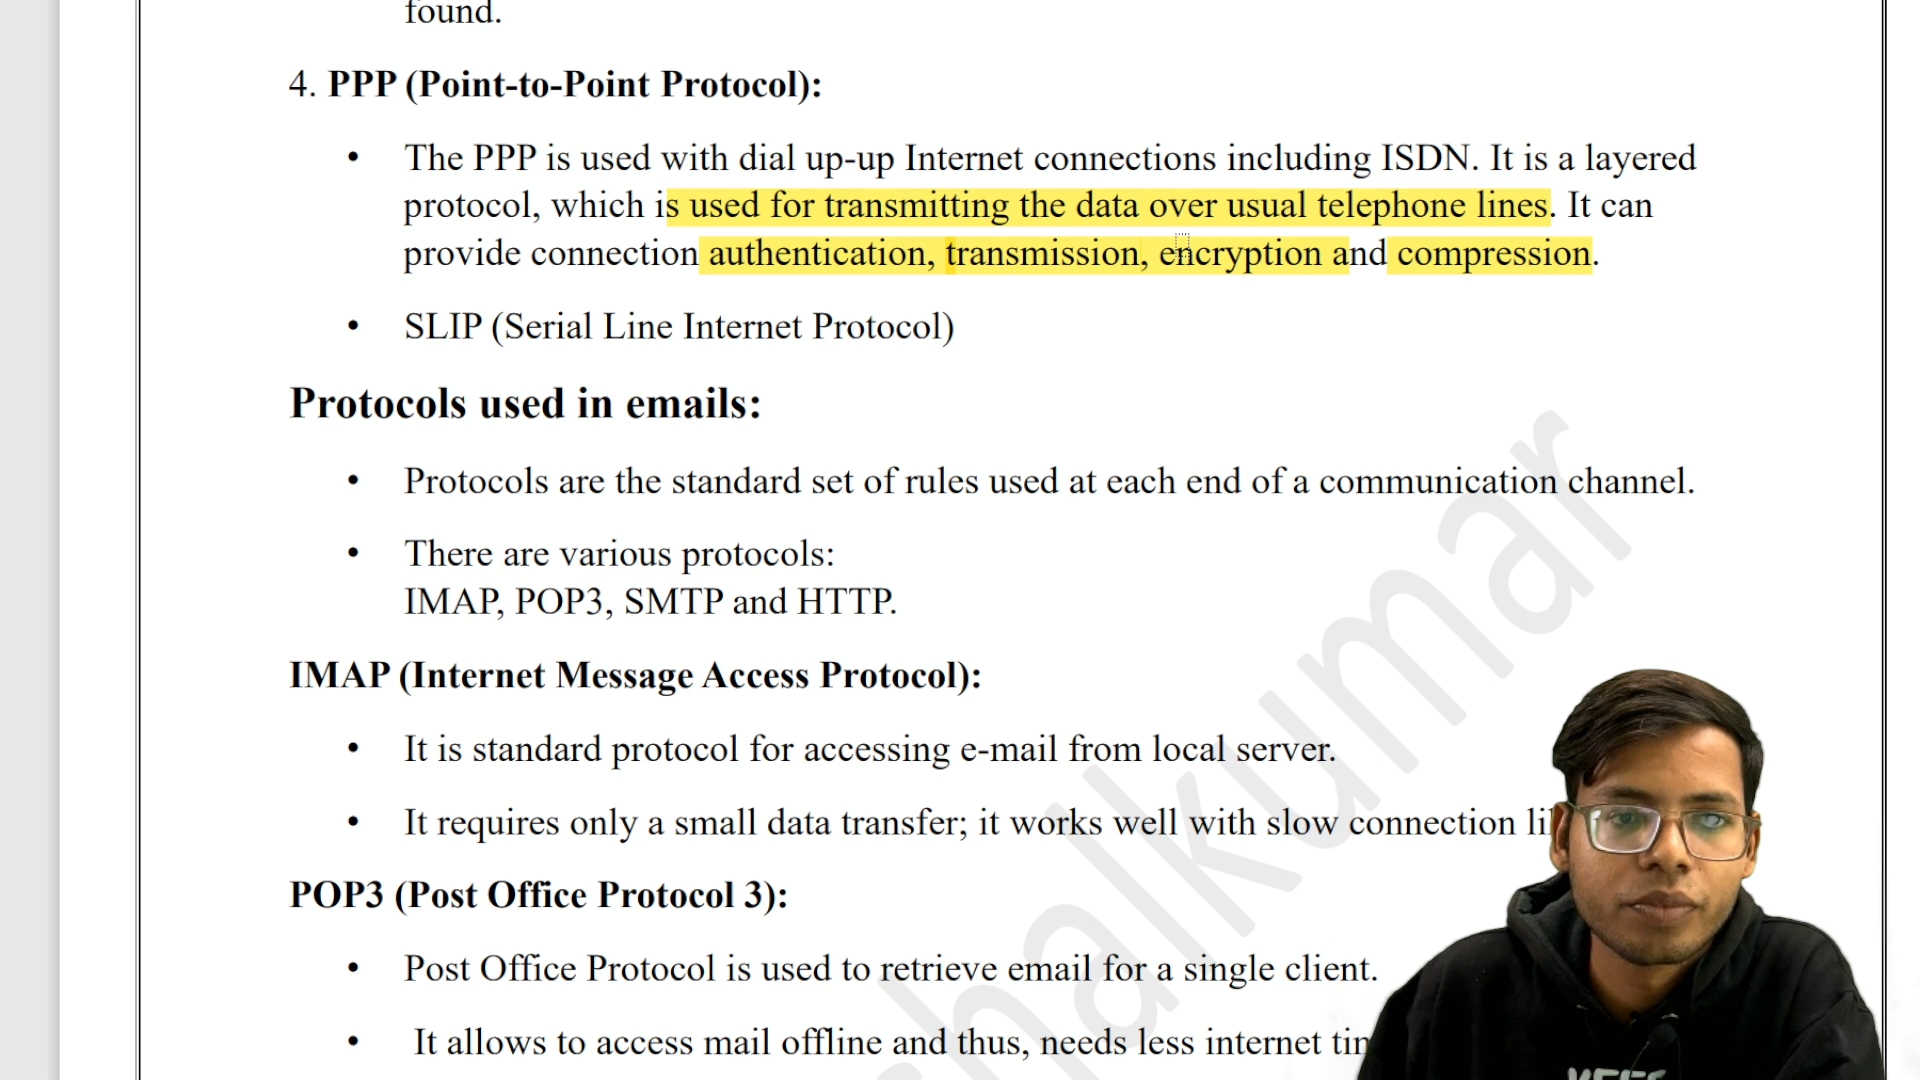 found.
4. PPP (Point-to-Point Protocol):
• The PPP is used with dial up-up Internet connections including ISDN. It is a layered
protocol, which is used for transmitting the data over usual telephone lines. It can
provide connection authentication, transmission, encryption and compression.
• SLIP (Serial Line Internet Protocol)
Protocols used in emails:
• Protocols are the standard set of rules used at each end of a communication channel.
• There are various protocols:
IMAP, POP3, SMTP and HTTP.
IMAP (Internet Message Access Protocol):
• It is standard protocol for accessing e-mail from local server.
• It requires only a small data transfer; it works well with slow connection
POP3 (Post Office Protocol 3):
• Post Office Protocol is used to retrieve email for a single client.
• It allows to access mail offline and thus, needs less internet
halkumar